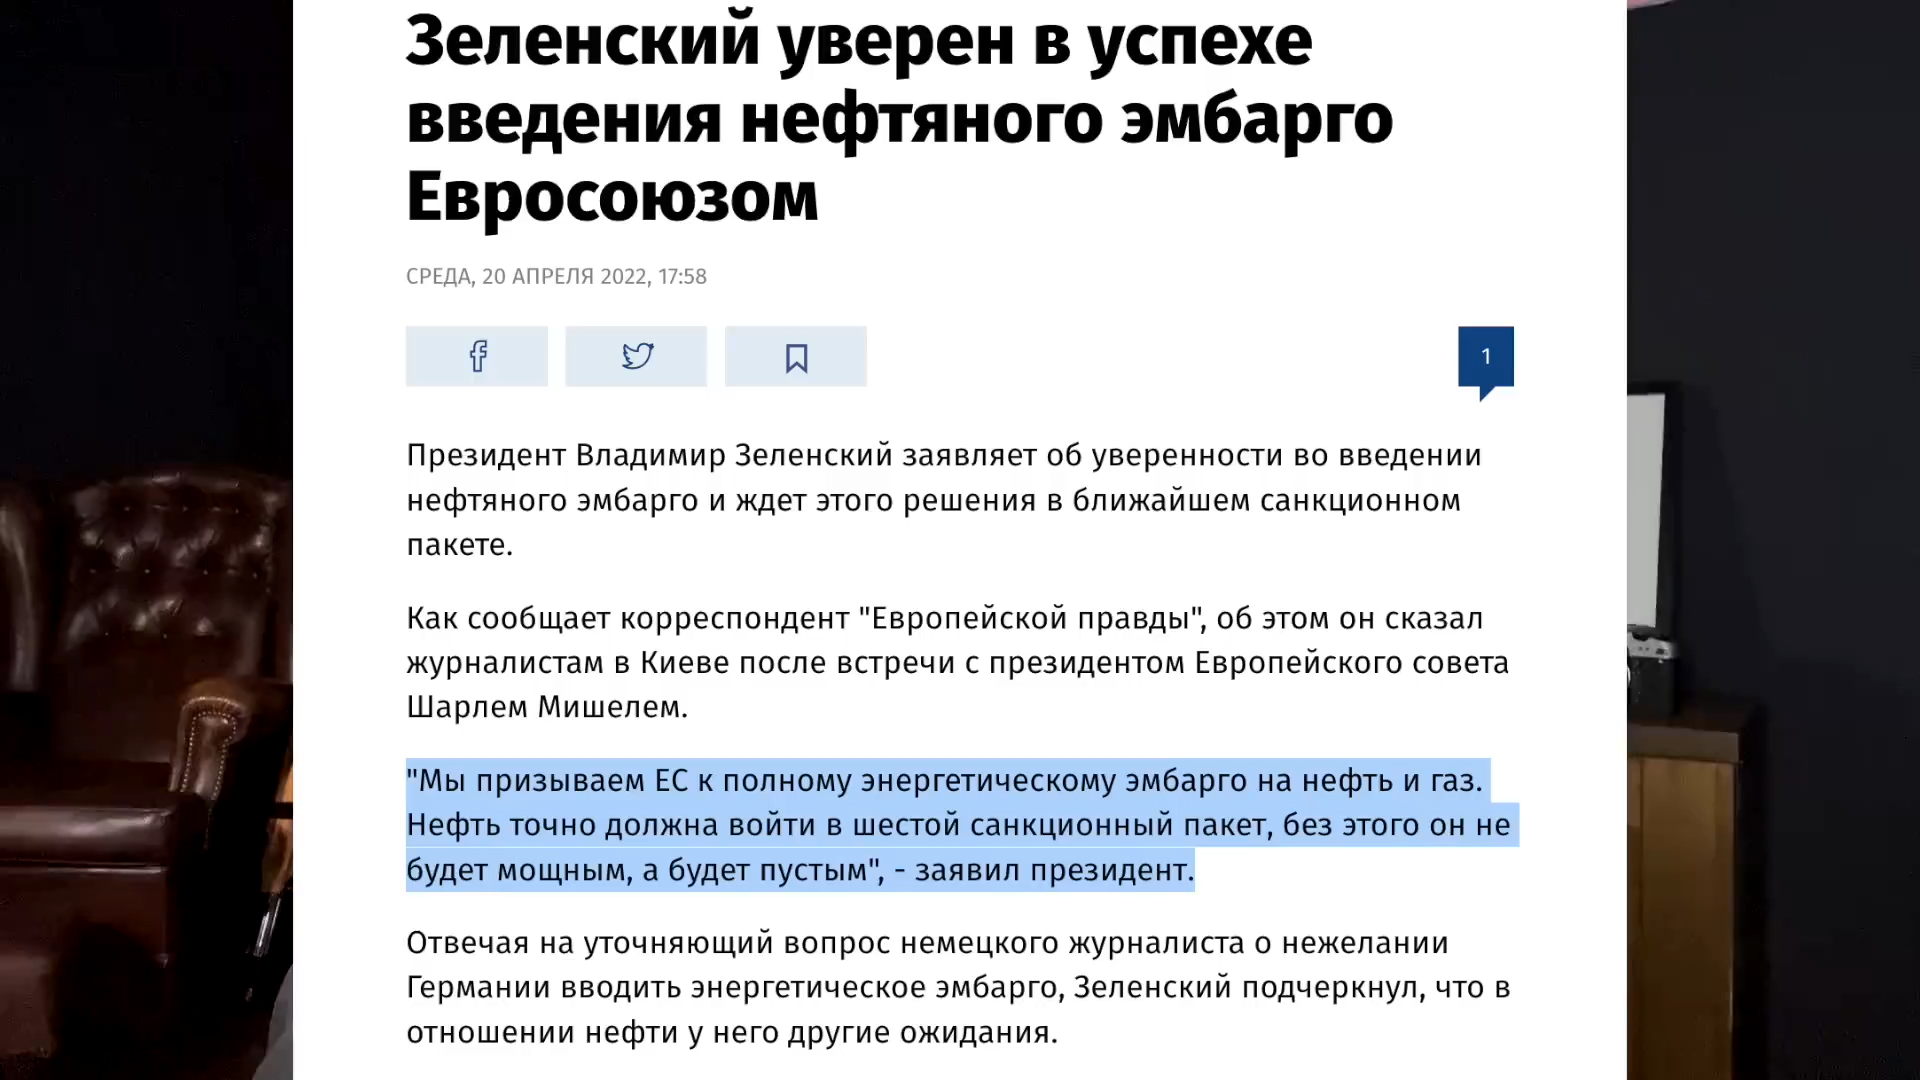 Зеленский уверен в успехе
введения нефтяного эмбарго
Евросоюзом
СРЕДА, 20 АПРЕЛЯ 2022, 17:58
1
Президент Владимир Зеленский заявляет об уверенности во введении
нефтяного эмбарго и ждет этого решения в ближайшем санкционном
пакете.
Как сообщает корреспондент "Европейской правды", об этом он сказал
журналистам в Киеве после встречи с президентом Европейского совета
Шарлем Мишелем.
"Мы призываем ЕС к полному энергетическому эмбарго на нефть и газ.
Нефть точно должна войти в шестой санкционный пакет, без этого он не
будет мощным, а будет пустым", - заявил президент.
Отвечая на уточняющий вопрос немецкого журналиста о нежелании
Германии вводить энергетическое эмбарго, Зеленский подчеркнул, что в
отношении нефти у него другие ожидания.